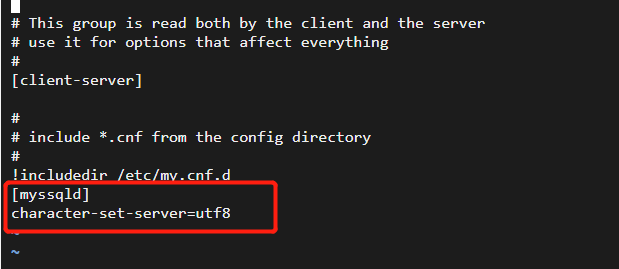 # This group is read both by the client and the server
# use it for options that affect everything
#
[client-server]
#
# include *.cnf from the config directory
#
!includedir /etc/my.cnf.d
[myssqld]
character-set-server=utf8
~
~